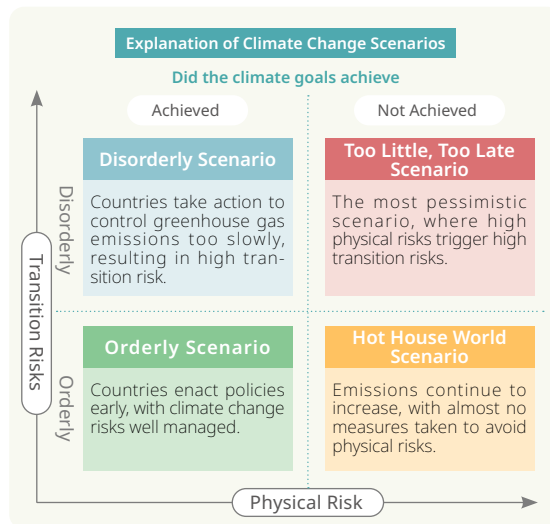 Explanation of Climate Change Scenarios
Did the climate goals achieve
Achieved
Not Achieved
Transition Risks
Disorderly
Disorderly Scenario
Countries take action to
control greenhouse gas
emissions too slowly,
resulting in high tran-
sition risk.
Too Little, Too Late
Scenario
The most pessimistic
scenario, where high
physical risks trigger high
transition risks.
Orderly
Orderly Scenario
Countries enact policies
early, with climate change
risks well managed.
Hot House World
Scenario
Emissions continue to
increase, with almost no
measures taken to avoid
physical risks.
Physical Risk